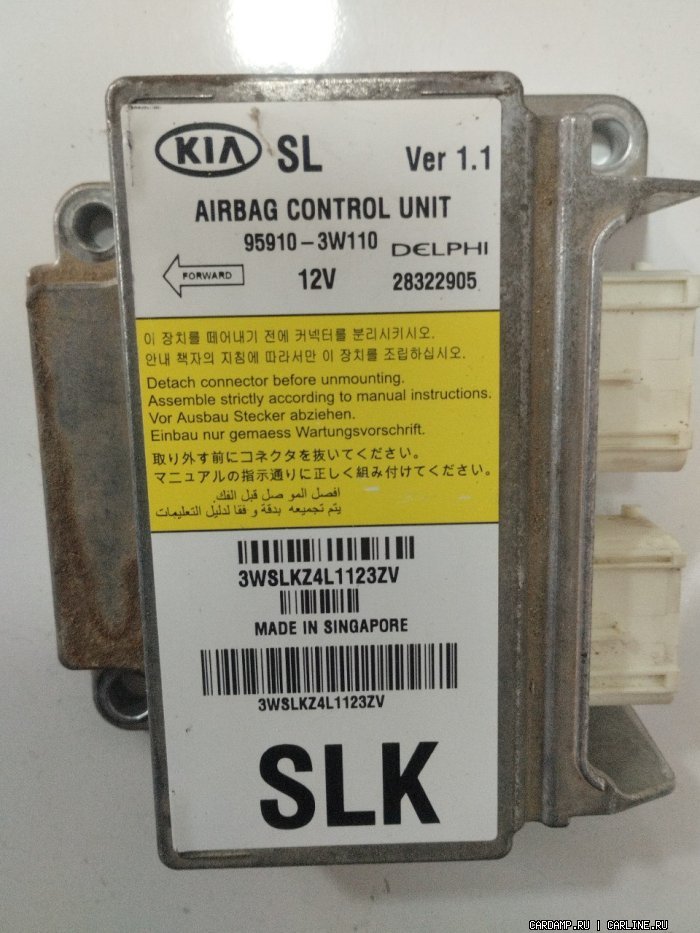 KIA SL Ver 1.1
AIRBAG CONTROL UNIT
95910-3W110 DELPHI
FORWARD 12V 28322905
이 장치를 떼어내기 전에 커넥터를 분리시키시오.
안내 책자의 지침에 따라서만 이 장치를 조립하십시오.
Detach connector before unmounting.
Assemble strictly according to manual instructions.
Vor Ausbau Stecker abziehen.
Einbau nur gemaess Wartungsvorschrift.
取り外す前にコネクタを抜いてください。
マニュアルの指示通りに正しく組み付けてください。
افصل المو صل قبل الفك.
يتم تجميعه بدقة و فقا لدليل التعليمات
3WSLKZ4L1123ZV
MADE IN SINGAPORE
3WSLKZ4L1123ZV
SLK
CARDAMP.RU | CARLINE.RU